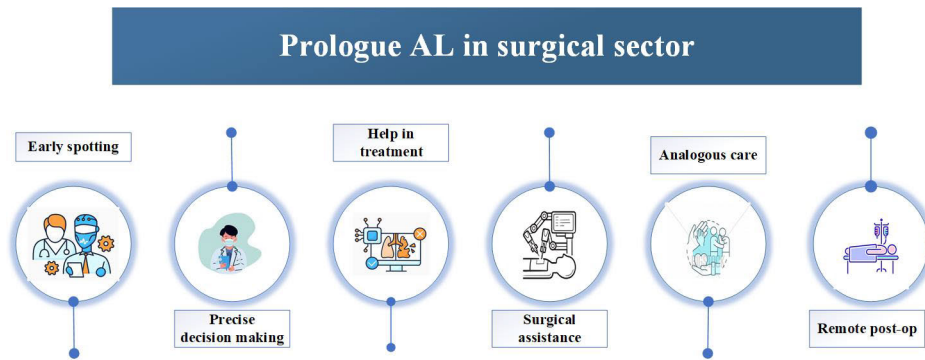 Prologue AL in surgical sector
Early spotting
Precise
decision making
Help in
treatment
Surgical
assistance
Analogous care
Remote post-op